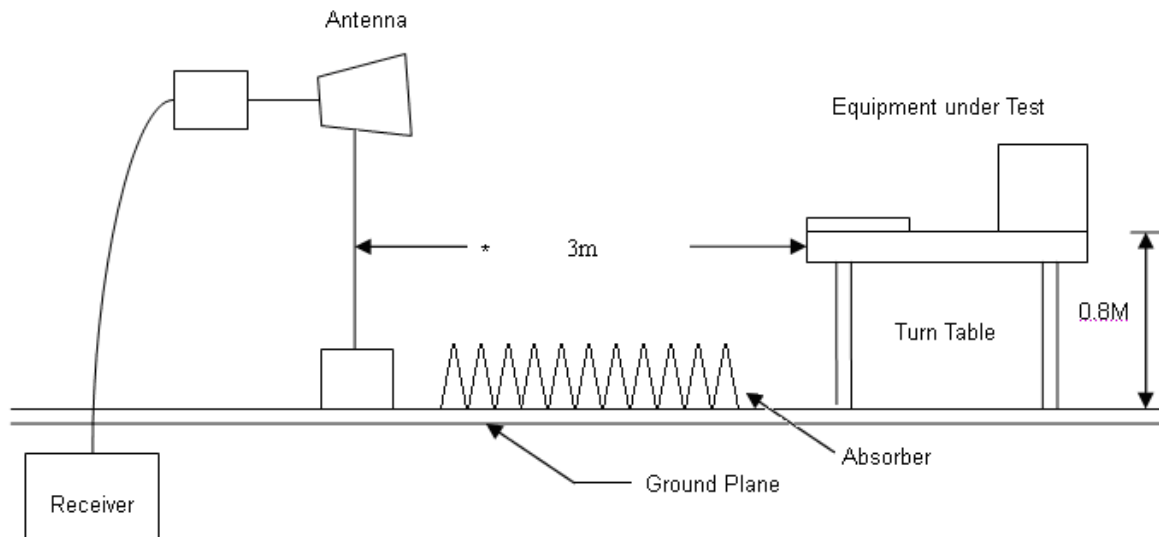 Antenna
Equipment under Test
* 3m
0.8M
Turn Table
Absorber
Ground Plane
Receiver